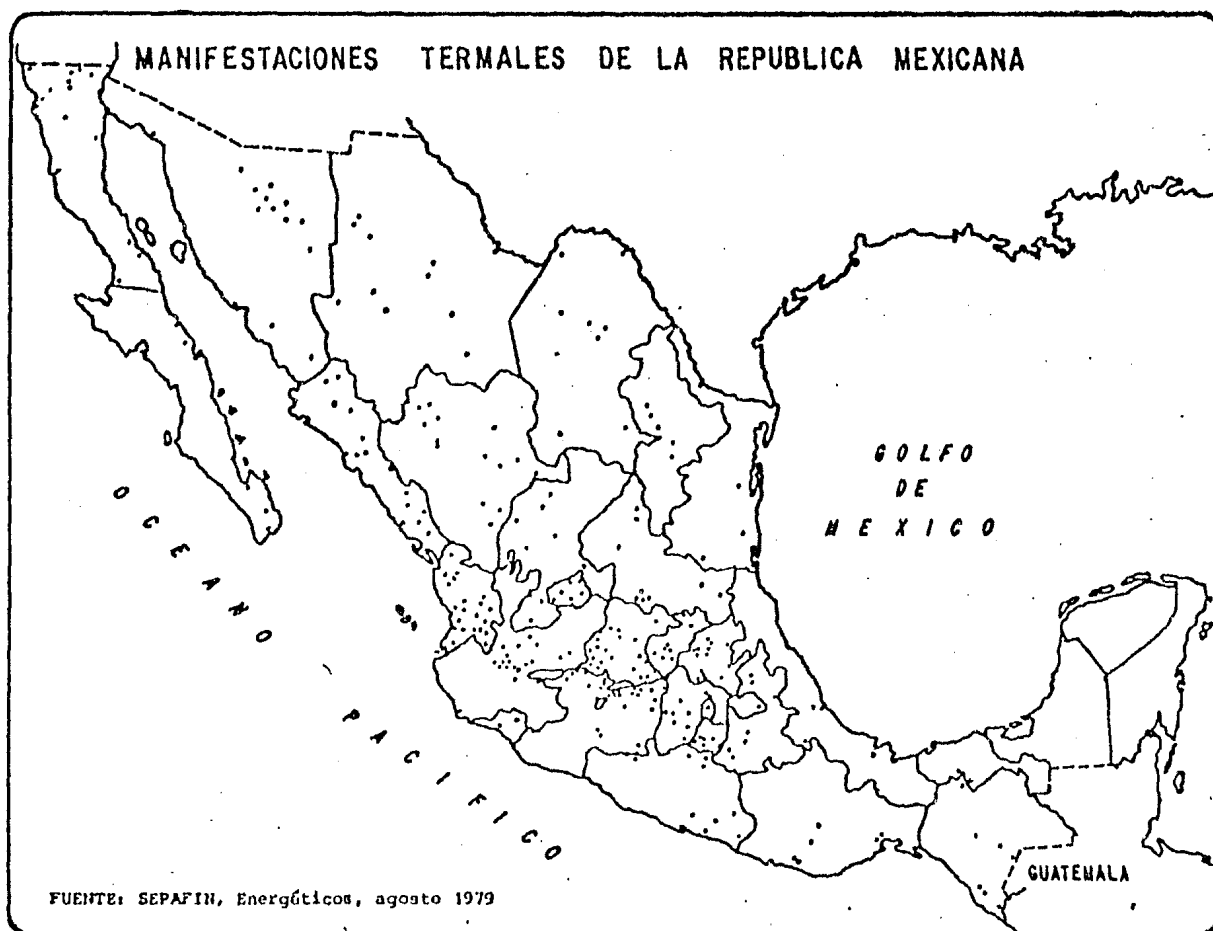 MANIFESTACIONES TERMALES DE LA REPUBLICA MEXICANA
GOLFO
DE
MEXICO
OCEANO PACIFICO
GUATEMALA
FUENTE: SEPAFIN, Energéticos, agosto 1979